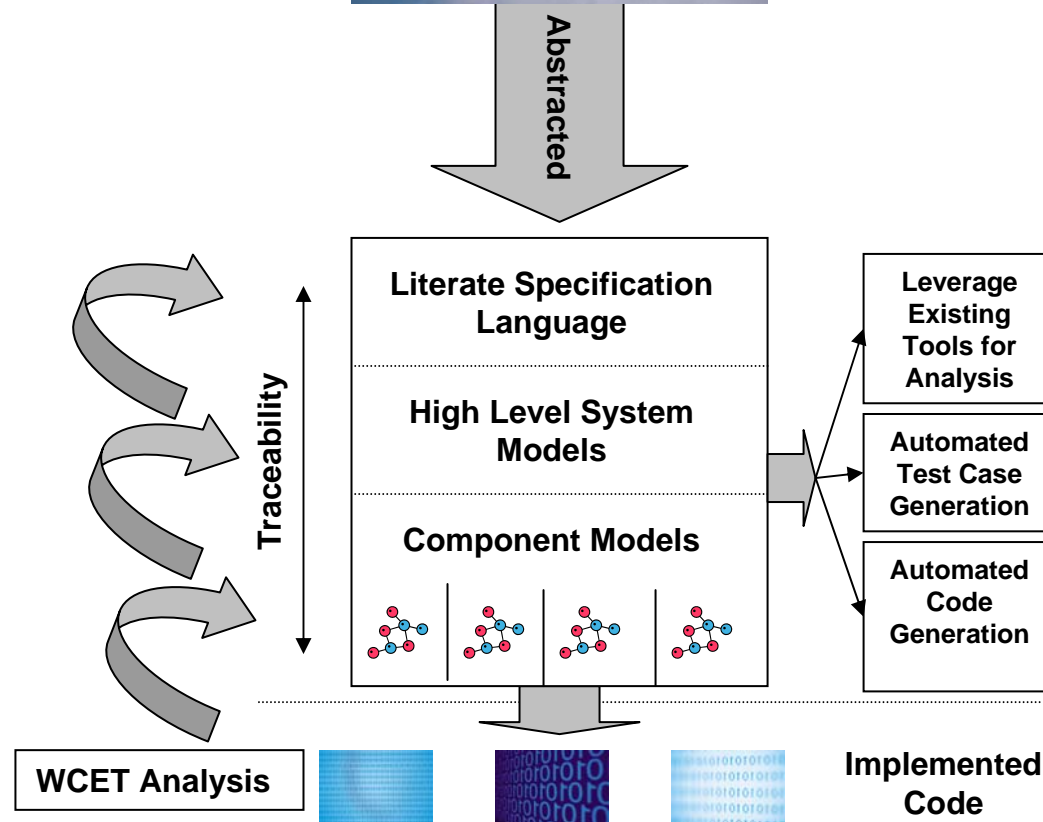 Abstracted
Literate Specification
Language
High Level System
Models
Component Models
Traceability
Leverage
Existing
Tools for
Analysis
Automated
Test Case
Generation
Automated
Code
Generation
WCET Analysis
Implemented
Code